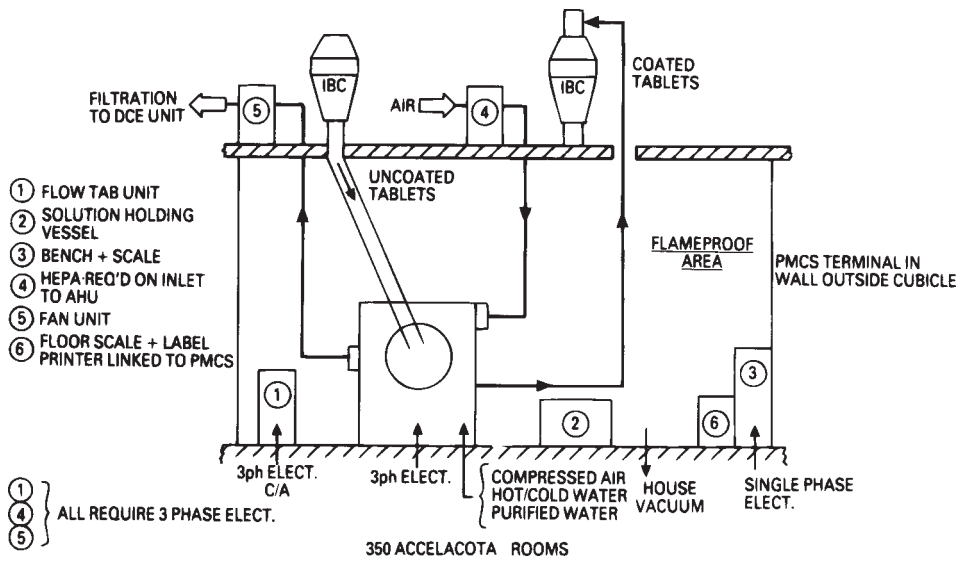 IBC
IBC
COATED
TABLETS
FILTRATION
TO DCE UNIT
5
AIR
4
UNCOATED
TABLETS
1 FLOW TAB UNIT
2 SOLUTION HOLDING
VESSEL
3 BENCH + SCALE
4 HEPA·REQ'D ON INLET
TO AHU
5 FAN UNIT
6 FLOOR SCALE + LABEL
PRINTER LINKED TO PMCS
FLAMEPROOF
AREA
PMCS TERMINAL IN
WALL OUTSIDE CUBICLE
1
2
6
3
3ph ELECT.
C/A
3ph ELECT.
COMPRESSED AIR
HOT/COLD WATER
PURIFIED WATER
HOUSE
VACUUM
SINGLE PHASE
ELECT.
1
4
5
ALL REQUIRE 3 PHASE ELECT.
350 ACCELACOTA ROOMS